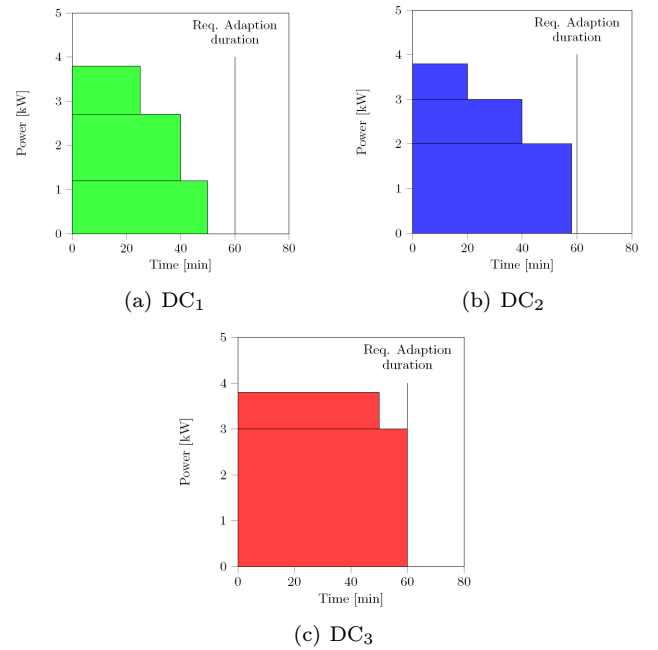 5
4
3
2
1
0
Power [kW]
Req. Adaption
duration
0 20 40 60 80
Time [min]
(a) DC₁
5
4
3
2
1
0
Power [kW]
Req. Adaption
duration
0 20 40 60 80
Time [min]
(b) DC₂
5
4
3
2
1
0
Power [kW]
Req. Adaption
duration
0 20 40 60 80
Time [min]
(c) DC₃